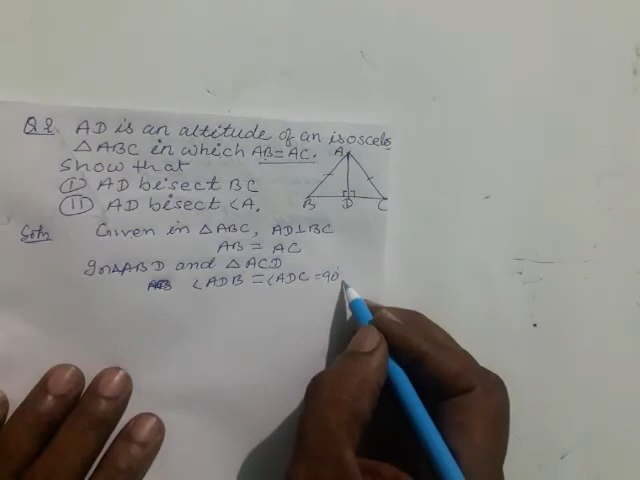 Q2. AD is an altitude of an isosceles
△ABC in which AB=AC.
Show that
(I) AD bisect BC
(II) AD bisect ∠A.
A
B D C
Soln Given in △ABC, AD⊥BC
AB = AC
In △ABD and △ACD
∠ADB = ∠ADC = 90°